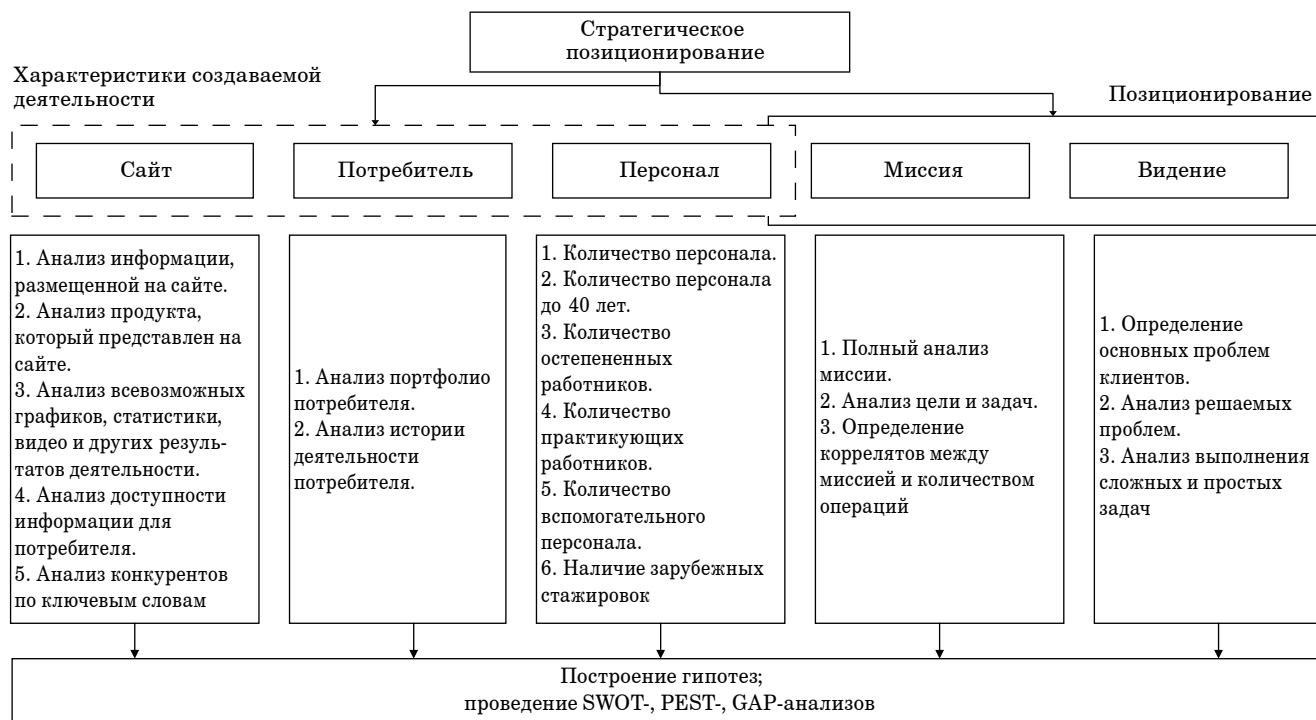 Стратегическое
позиционирование
Характеристики создаваемой
деятельности
Позиционирование
Сайт
Потребитель
Персонал
Миссия
Видение
1. Анализ информации,
размещенной на сайте.
2. Анализ продукта,
который представлен на
сайте.
3. Анализ всевозможных
графиков, статистики,
видео и других резуль-
татов деятельности.
4. Анализ доступности
информации для
потребителя.
5. Анализ конкурентов
по ключевым словам
1. Анализ портфолио
потребителя.
2. Анализ истории
деятельности
потребителя.
1. Количество персонала.
2. Количество персонала
до 40 лет.
3. Количество
остепененных
работников.
4. Количество
практикующих
работников.
5. Количество
вспомогательного
персонала.
6. Наличие зарубежных
стажировок
1. Полный анализ
миссии.
2. Анализ цели и задач.
3. Определение
коррелятов между
миссией и количеством
операций
1. Определение
основных проблем
клиентов.
2. Анализ решаемых
проблем.
3. Анализ выполнения
сложных и простых
задач
Построение гипотез;
проведение SWOT-, PEST-, GAP-анализов